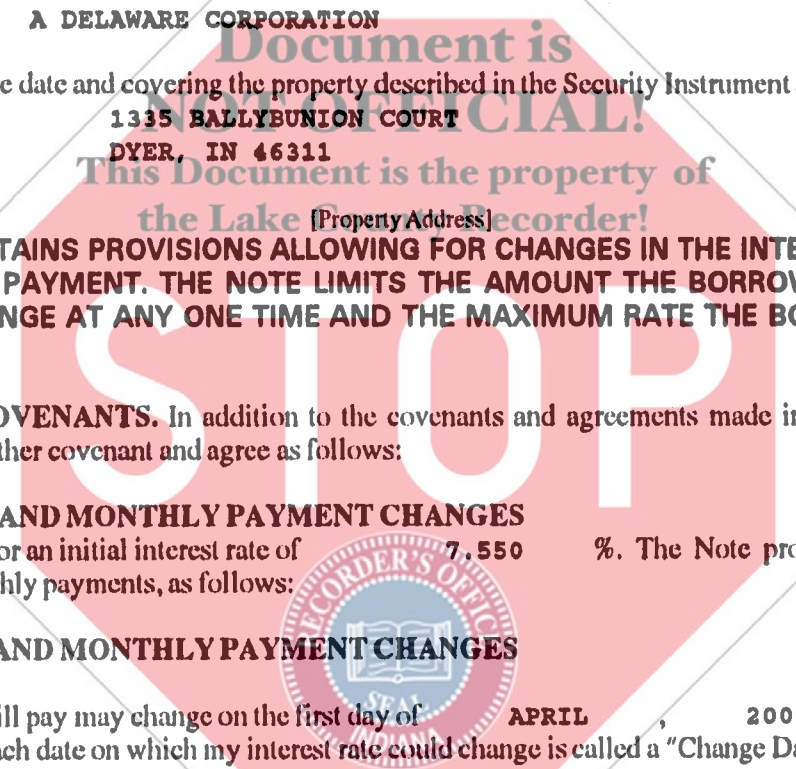 A DELAWARE CORPORATION
Document is
e date and covering the property described in the Security Instrument
NOT OFFICIAL!
1335 BALLYBUNION COURT
DYER, IN 46311
This Document is the property of
[Property Address]
the Lake County Recorder!
TAINS PROVISIONS ALLOWING FOR CHANGES IN THE INTE
PAYMENT. THE NOTE LIMITS THE AMOUNT THE BORROW
NGE AT ANY ONE TIME AND THE MAXIMUM RATE THE BO
STOP
OVENANTS. In addition to the covenants and agreements made in
ther covenant and agree as follows:
AND MONTHLY PAYMENT CHANGES
or an initial interest rate of 7.550 %. The Note pro
hly payments, as follows:
AND MONTHLY PAYMENT CHANGES
ill pay may change on the first day of APRIL , 200
ach date on which my interest rate could change is called a "Change Da
RECORDER'S OFFIC
SEAL
INDIANA